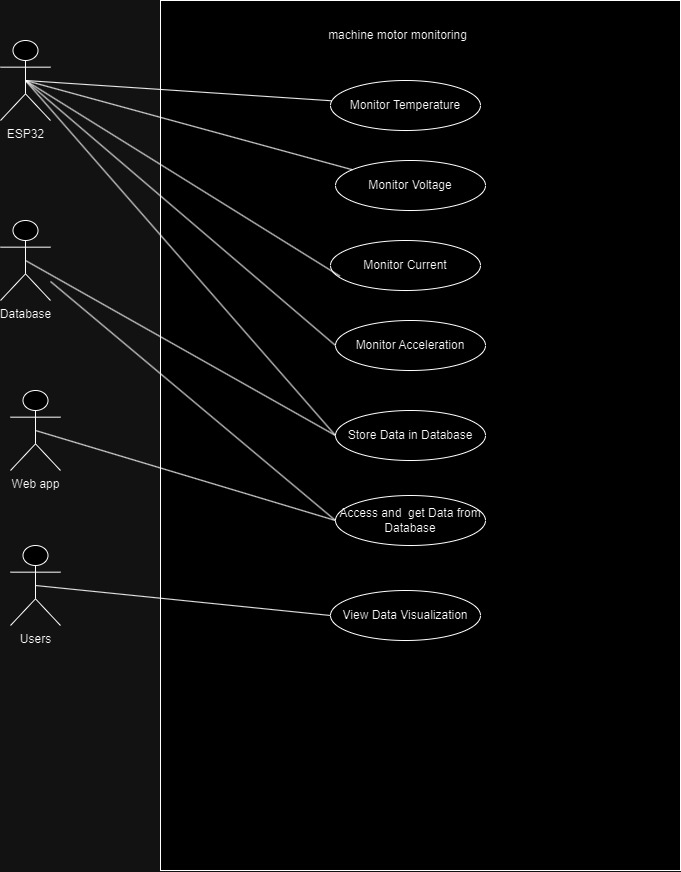 machine motor monitoring
Monitor Temperature
ESP32
Monitor Voltage
Monitor Current
Database
Monitor Acceleration
Store Data in Database
Web app
Access and  get Data from
Database
View Data Visualization
Users